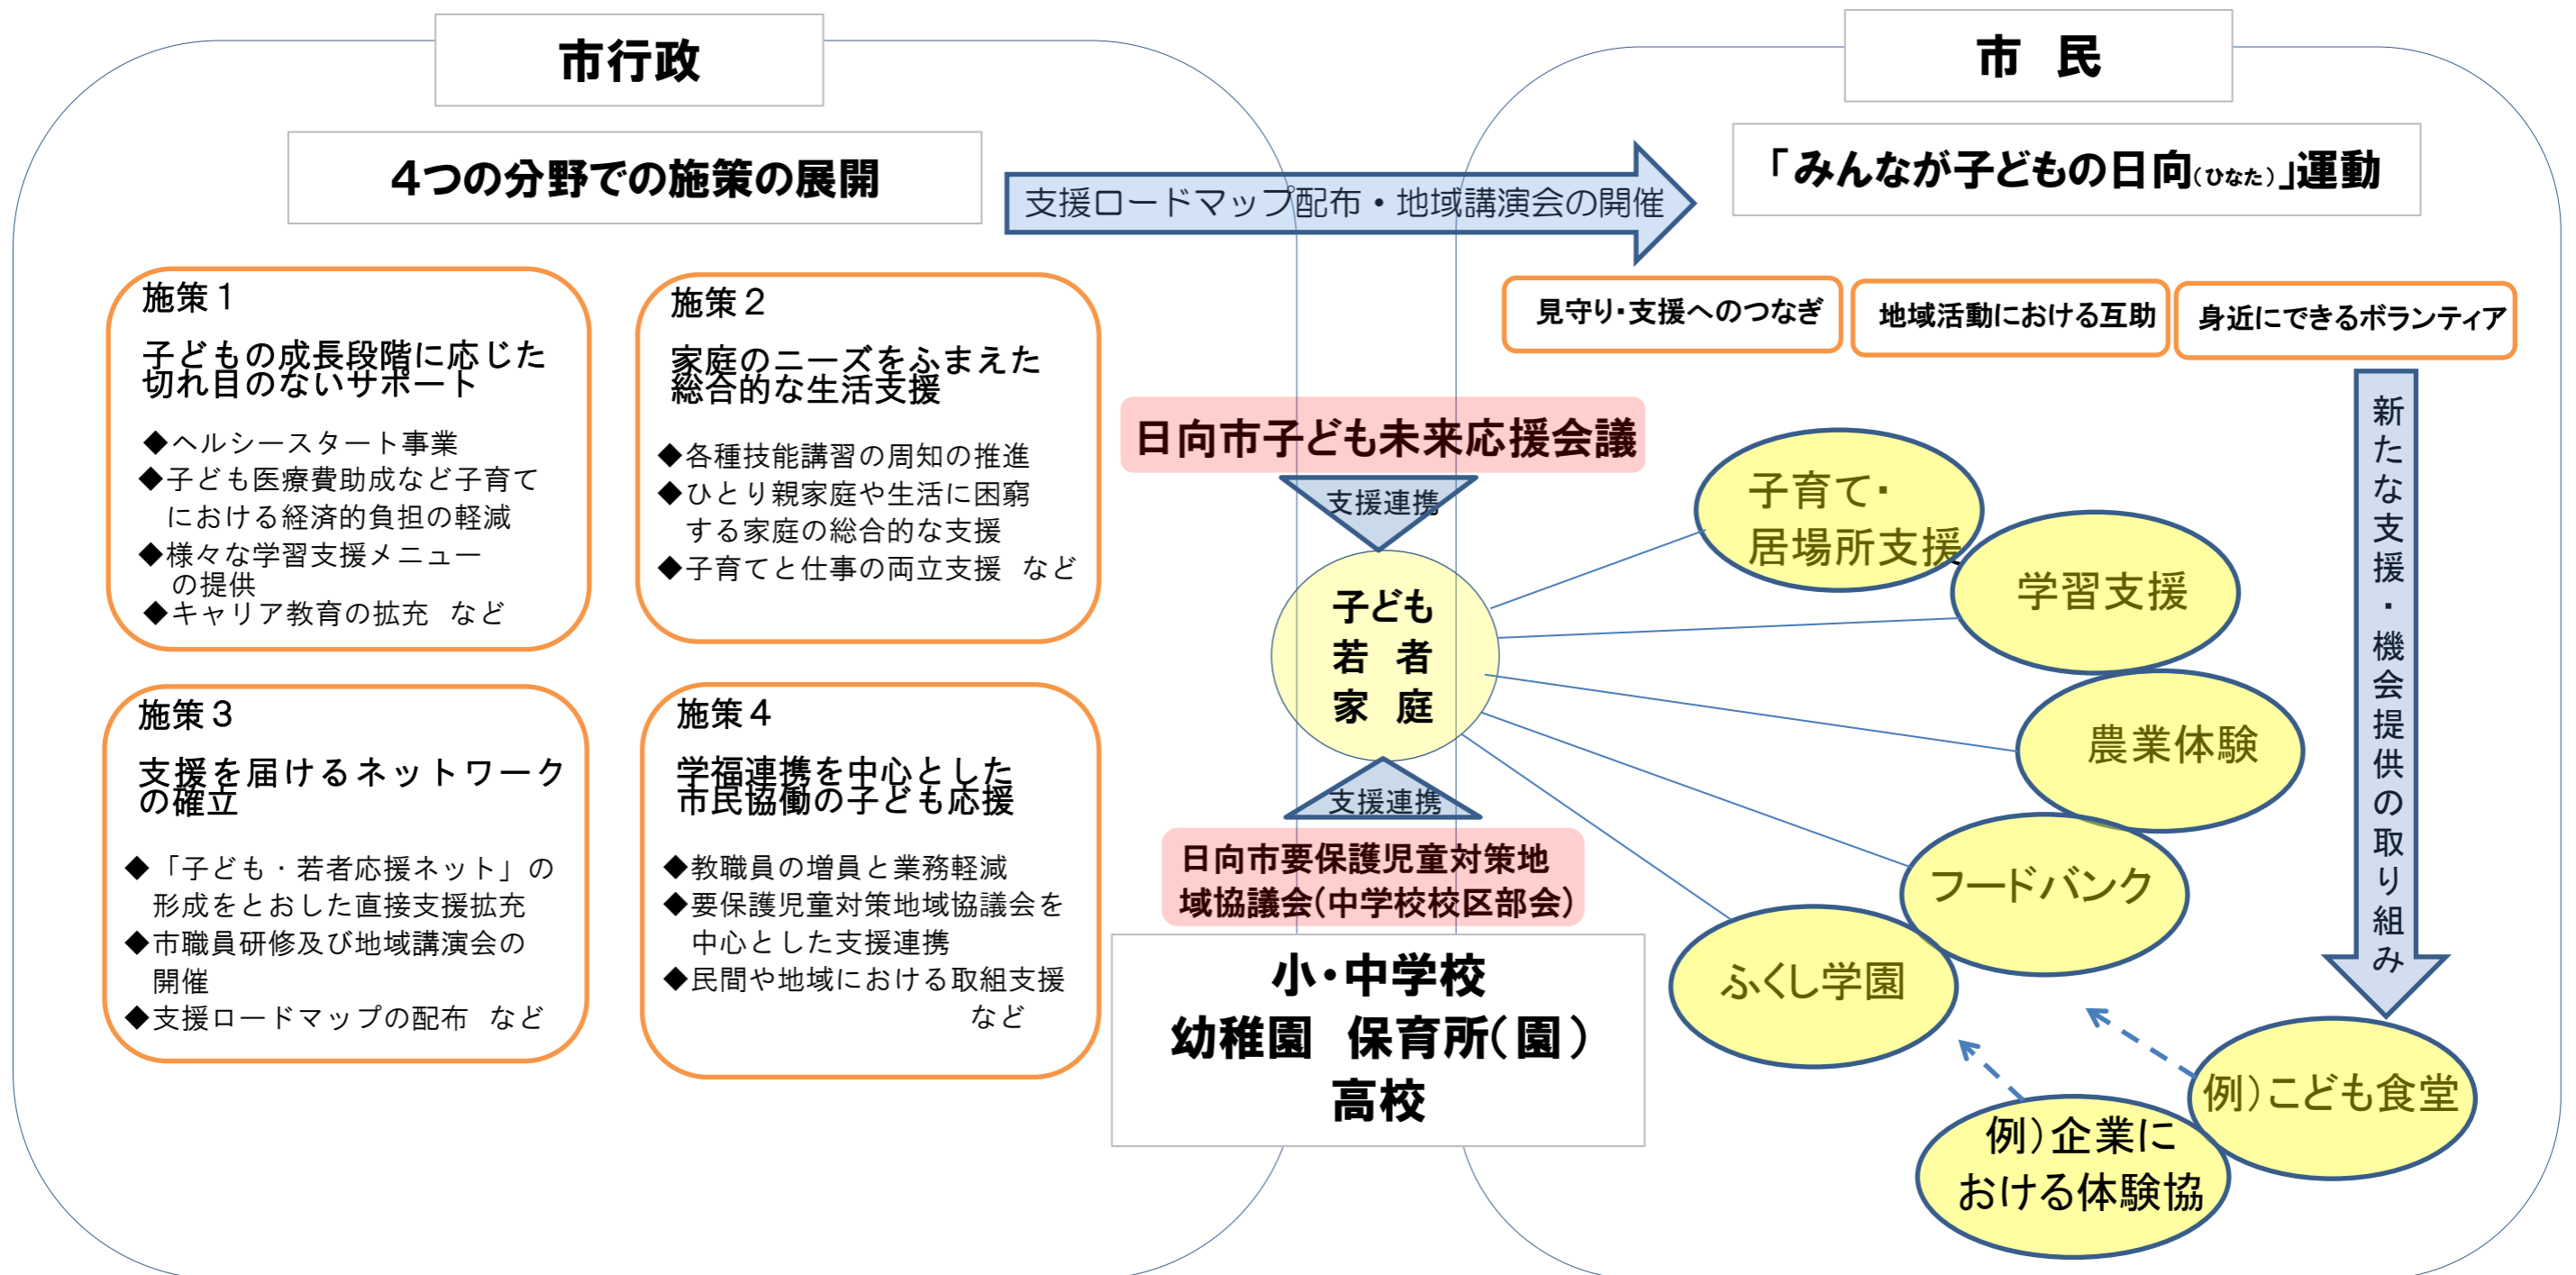 市行政
４つの分野での施策の展開
施策１
子どもの成長段階に応じた
切れ目のないサポート
◆ヘルシースタート事業
◆子ども医療費助成など子育て
における経済的負担の軽減
◆様々な学習支援メニュー
の提供
◆キャリア教育の拡充　など
施策２
家庭のニーズをふまえた
総合的な生活支援
◆各種技能講習の周知の推進
◆ひとり親家庭や生活に困窮
する家庭の総合的な支援
◆子育てと仕事の両立支援　など
施策３
支援を届けるネットワーク
の確立
◆「子ども・若者応援ネット」の
形成をとおした直接支援拡充
◆市職員研修及び地域講演会の
開催
◆支援ロードマップの配布　など
施策４
学福連携を中心とした
市民協働の子ども応援
◆教職員の増員と業務軽減
◆要保護児童対策地域協議会を
中心とした支援連携
◆民間や地域における取組支援
など
支援ロードマップ配布・地域講演会の開催
日向市子ども未来応援会議
支援連携
子ども
若　者
家　庭
支援連携
日向市要保護児童対策地
域協議会(中学校校区部会)
小・中学校
幼稚園　保育所（園）
高校
市　民
「みんなが子どもの日向（ひなた）」運動
見守り・支援へのつなぎ
地域活動における互助
身近にできるボランティア
子育て・
居場所支援
学習支援
農業体験
フードバンク
ふくし学園
新たな支援・機会提供の取り組み
例）こども食堂
例）企業に
おける体験協